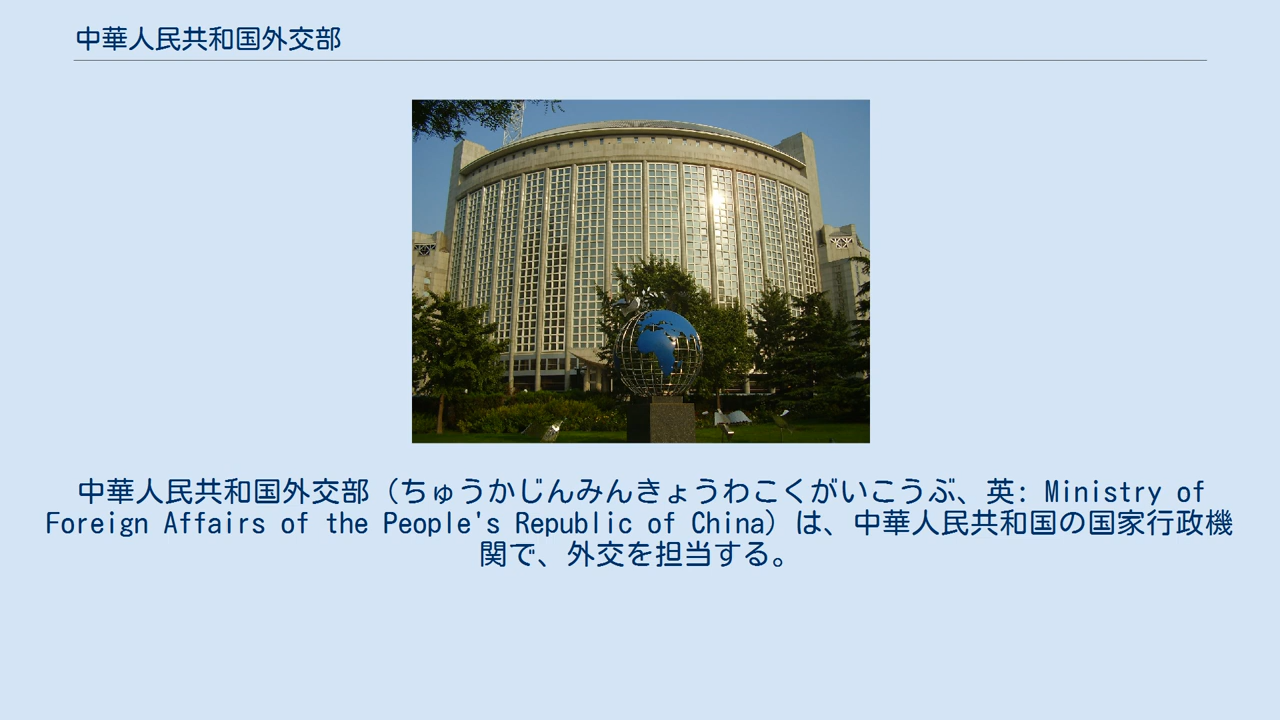 中華人民共和国外交部
中華人民共和国外交部（ちゅうかじんみんきょうわこくがいこうぶ、英: Ministry of
Foreign Affairs of the People's Republic of China）は、中華人民共和国の国家行政機
関で、外交を担当する。